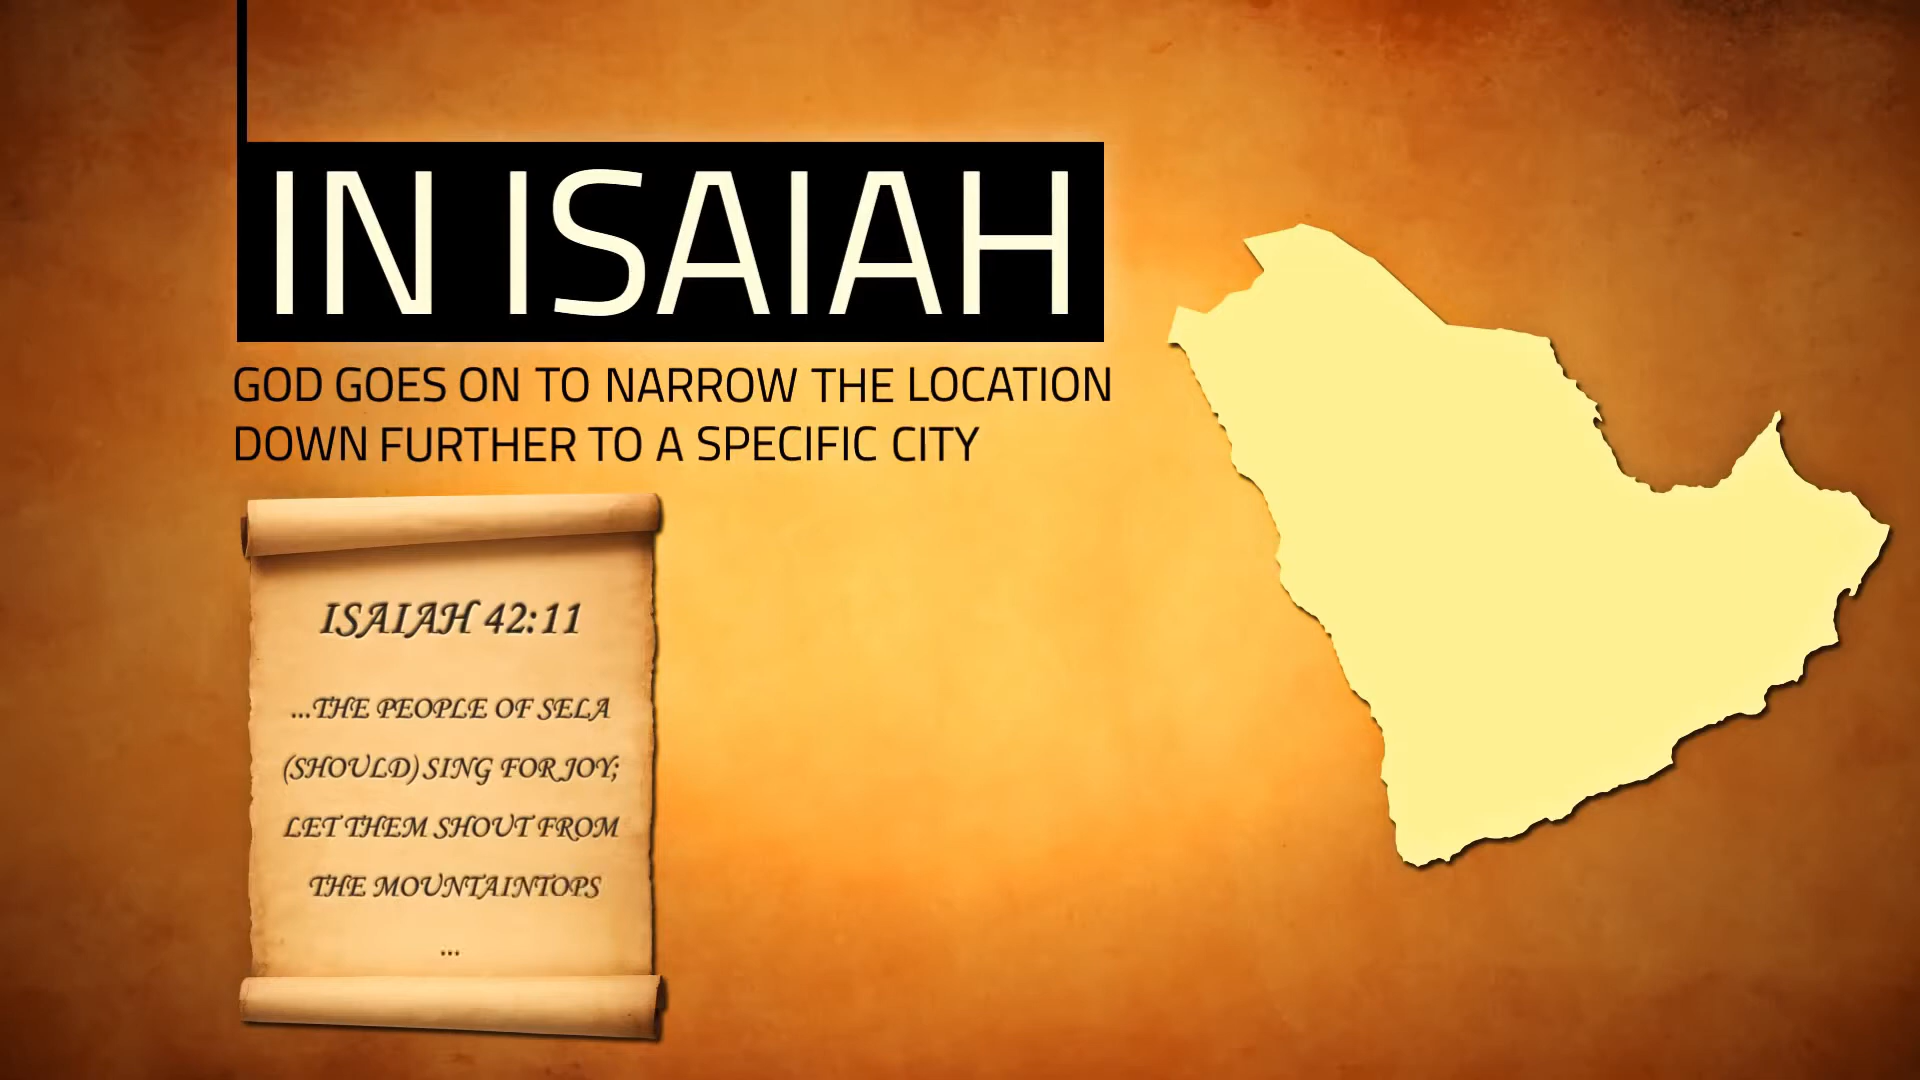 IN ISAIAH
GOD GOES ON TO NARROW THE LOCATION
DOWN FURTHER TO A SPECIFIC CITY
ISAIAH 42:11
...THE PEOPLE OF SELA
(SHOULD) SING FOR JOY;
LET THEM SHOUT FROM
THE MOUNTAINTOPS
...